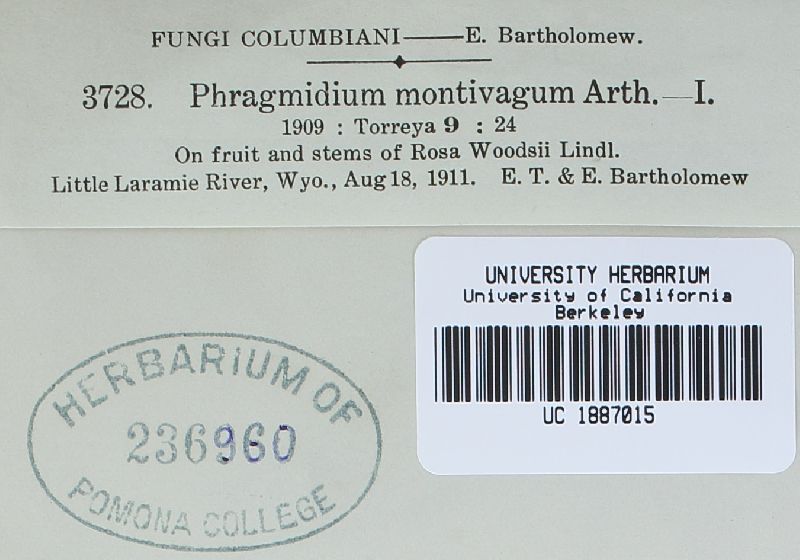 FUNGI COLUMBIANI——E. Bartholomew.
3728. Phragmidium montivagum Arth.—I.
1909 : Torreya 9 : 24
On fruit and stems of Rosa Woodsii Lindl.
Little Laramie River, Wyo., Aug 18, 1911. E. T. & E. Bartholomew
UNIVERSITY HERBARIUM
University of California
Berkeley
UC 1887015
HERBARIUM OF
236960
POMONA COLLEGE